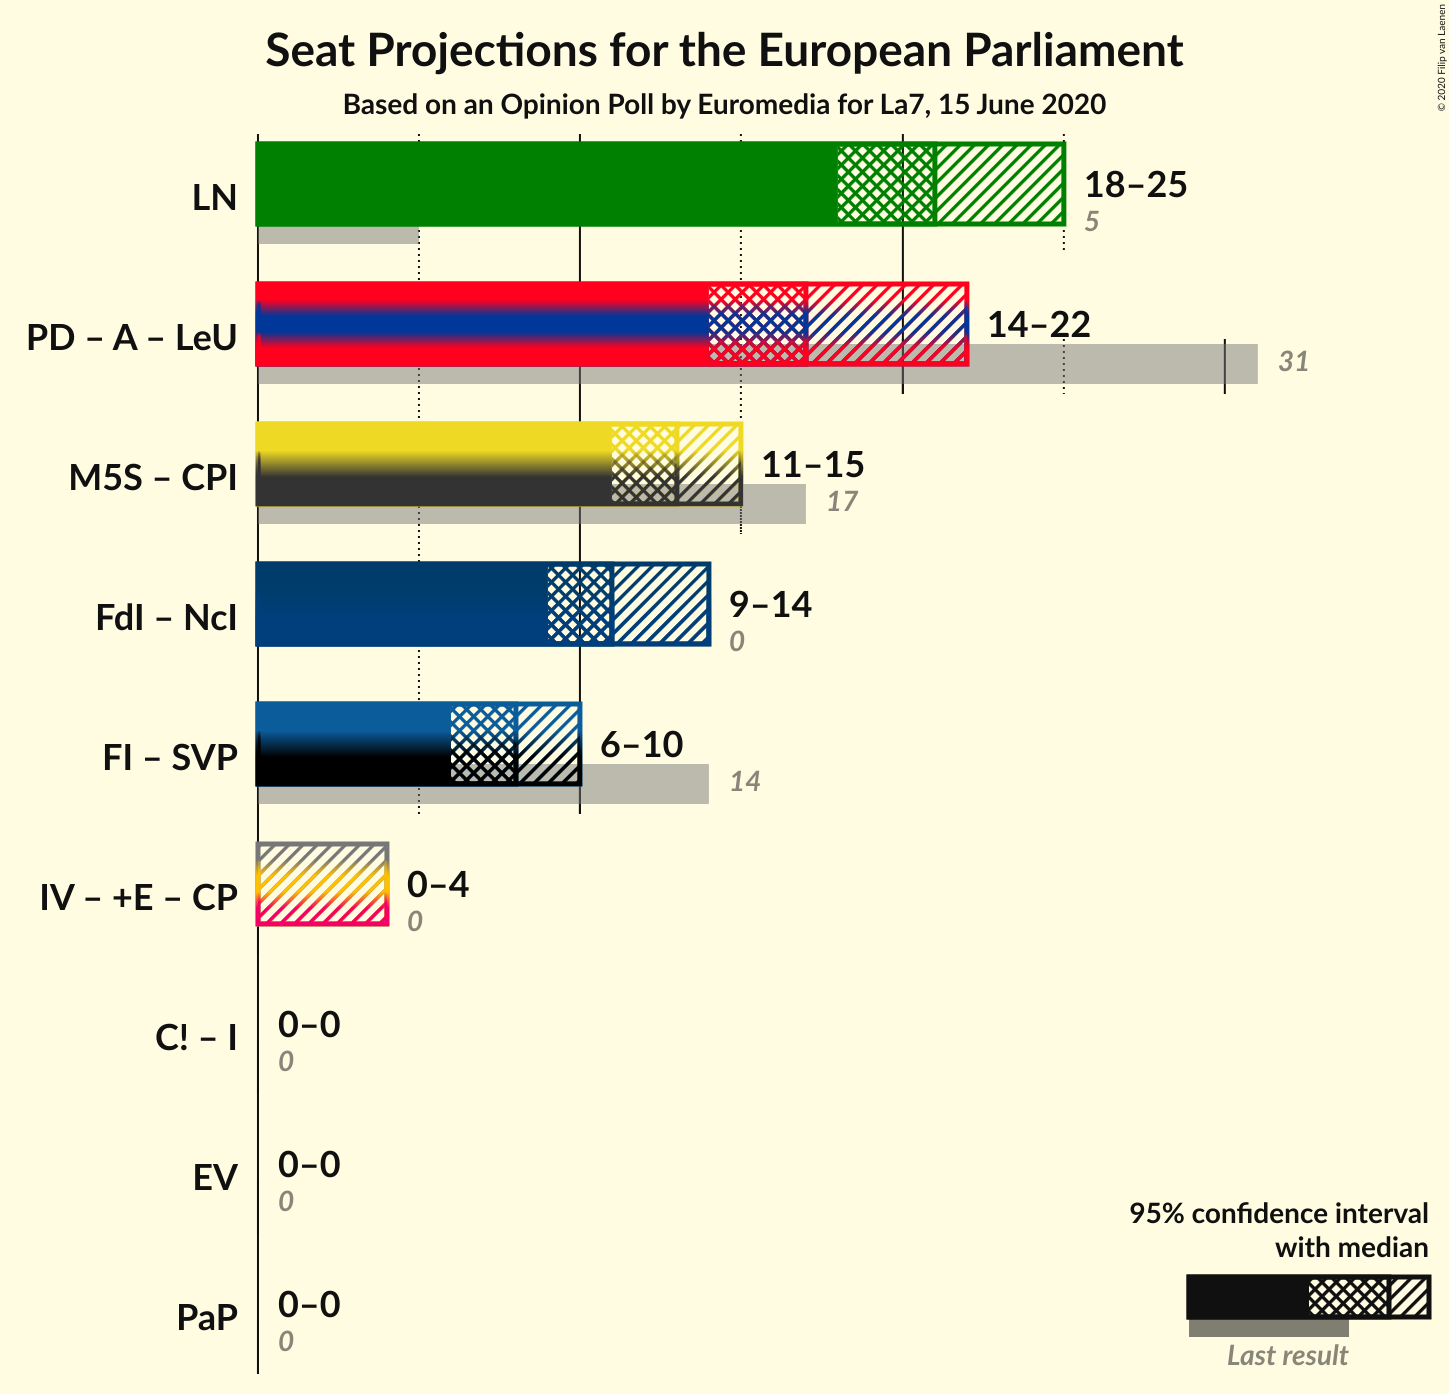 Seat Projections for the European Parliament
Based on an Opinion Poll by Euromedia for La7, 15 June 2020
© 2020 Filip van Laenen
LN
18–25
5
PD – A – LeU
14–22
31
M5S – CPI
11–15
17
FdI – NcI
9–14
0
FI – SVP
6–10
14
IV – +E – CP
0–4
0
C! – I
0–0
0
EV
0–0
0
PaP
0–0
0
95% confidence interval
with median
Last result